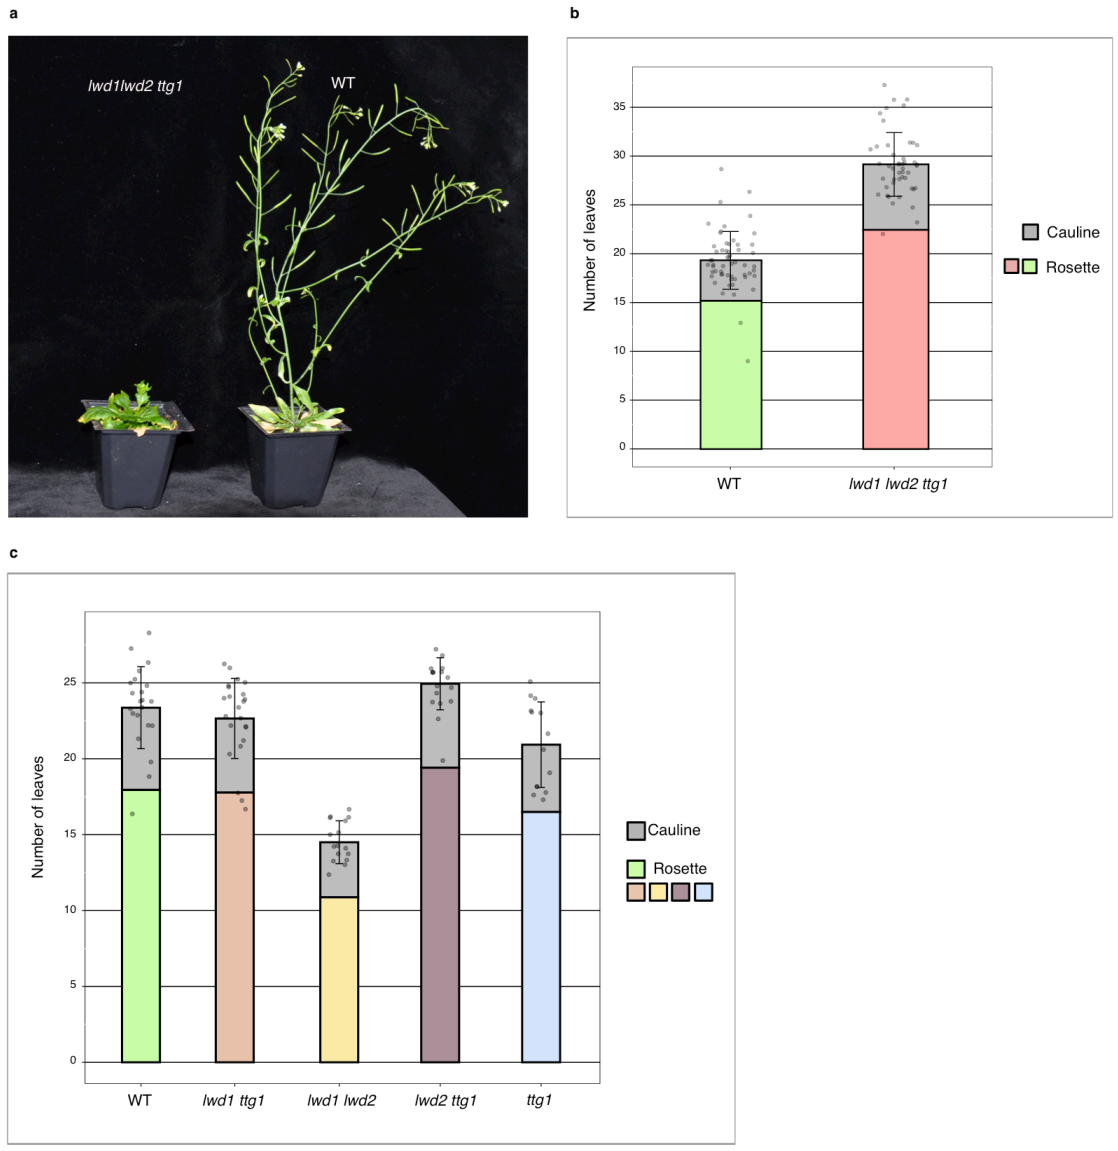 a
lwd1lwd2 ttg1
WT
b
35
30
25
20
15
10
5
0
Number of leaves
WT
lwd1 lwd2 ttg1
Cauline
Rosette
c
25
20
15
10
5
0
Number of leaves
WT
lwd1 ttg1
lwd1 lwd2
lwd2 ttg1
ttg1
Cauline
Rosette